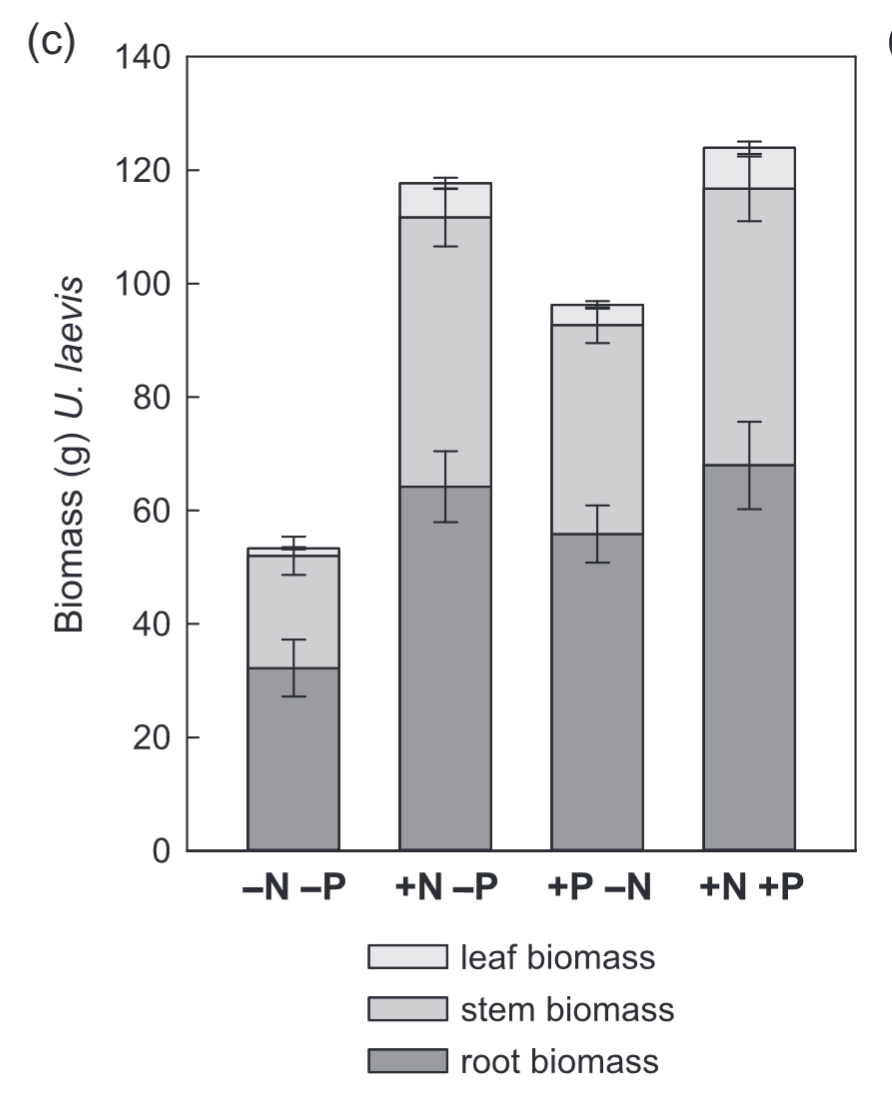 (c)
140
120
100
80
60
40
20
0
Biomass (g) U. laevis
–N –P +N –P +P –N +N +P
leaf biomass
stem biomass
root biomass